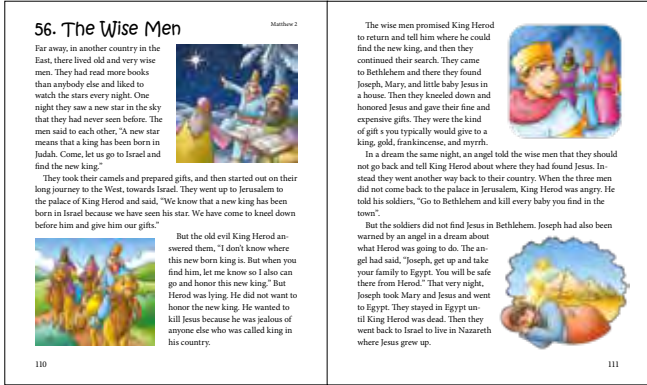 56. The Wise Men
Matthew 2
Far away, in another country in the
East, there lived old and very wise
men. They had read more books
than anybody else and liked to
watch the stars every night. One
night they saw a new star in the sky
that they had never seen before. The
men said to each other, “A new star
means that a king has been born in
Judah. Come, let us go to Israel and
find the new king.”
They took their camels and prepared gifts, and then started out on their
long journey to the West, towards Israel. They went up to Jerusalem to
the palace of King Herod and said, “We know that a new king has been
born in Israel because we have seen his star. We have come to kneel down
before him and give him our gifts.”
But the old evil King Herod an-
swered them, “I don’t know where
this new born king is. But when you
find him, let me know so I also can
go and honor this new king.” But
Herod was lying. He did not want to
honor the new king. He wanted to
kill Jesus because he was jealous of
anyone else who was called king in
his country.
110
The wise men promised King Herod
to return and tell him where he could
find the new king, and then they
continued their search. They came
to Bethlehem and there they found
Joseph, Mary, and little baby Jesus in
a house. Then they kneeled down and
honored Jesus and gave their fine and
expensive gifts. They were the kind
of gift s you typically would give to a
king, gold, frankincense, and myrrh.
In a dream the same night, an angel told the wise men that they should
not go back and tell King Herod about where they had found Jesus. In-
stead they went another way back to their country. When the three men
did not come back to the palace in Jerusalem, King Herod was angry. He
told his soldiers, “Go to Bethlehem and kill every baby you find in the
town”.
But the soldiers did not find Jesus in Bethlehem. Joseph had also been
warned by an angel in a dream about
what Herod was going to do. The an-
gel had said, “Joseph, get up and take
your family to Egypt. You will be safe
there from Herod.” That very night,
Joseph took Mary and Jesus and went
to Egypt. They stayed in Egypt un-
til King Herod was dead. Then they
went back to Israel to live in Nazareth
where Jesus grew up.
111